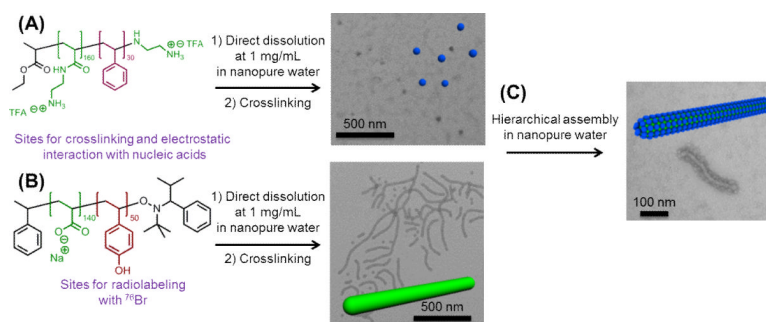 (A)
H
N
NH₃
⊕⊖ TFA
160
30
O
O
HN
O
NH₃
TFA ⊖⊕
1) Direct dissolution
at 1 mg/mL
in nanopure water
2) Crosslinking
500 nm
Sites for crosslinking and electrostatic
interaction with nucleic acids
(B)
140
50
O
N
O
⊖
O
Na
⊕
OH
1) Direct dissolution
at 1 mg/mL
in nanopure water
2) Crosslinking
500 nm
Sites for radiolabeling
with ⁷⁶Br
(C)
Hierarchical assembly
in nanopure water
100 nm